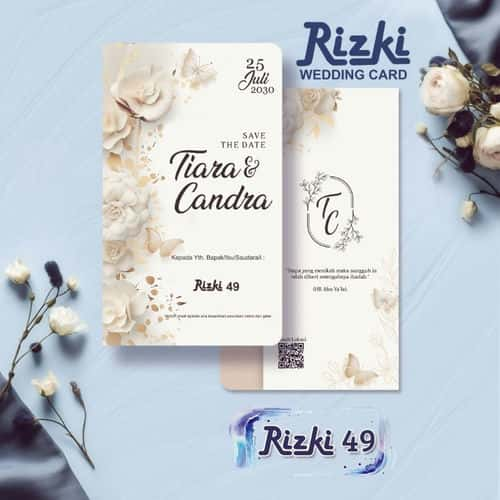 Rizki
WEDDING CARD
25
Juli
2030
SAVE
THE DATE
Tiara &
Candra
Kepada Yth. Bapak/Ibu/Saudara/i :
Rizki 49
TC
"Siapa yang menikah maka sungguh ia
telah diberi setengahnya ibadah."
(HR Abu Ya'la).
Rizki 49